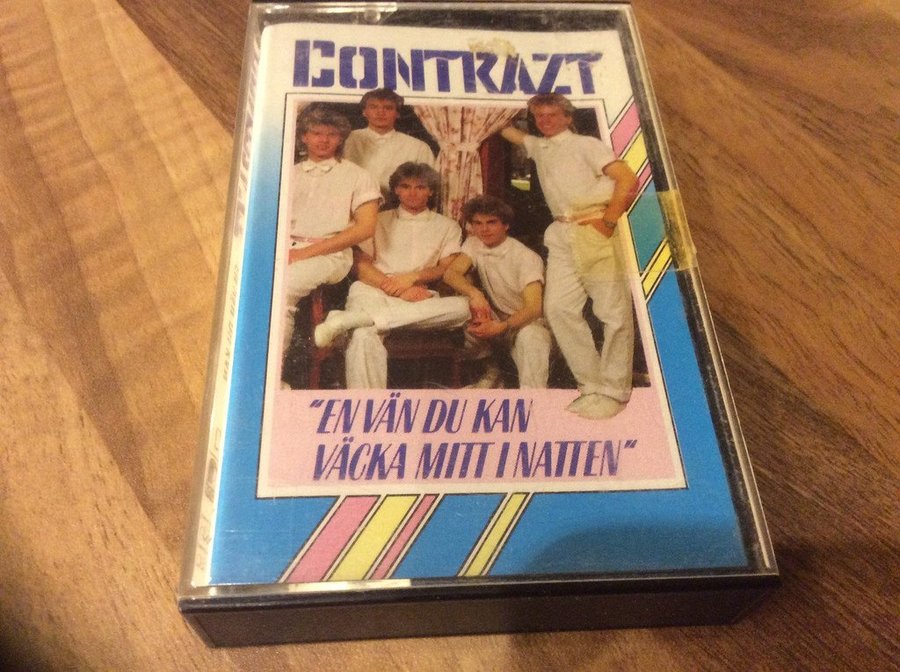 CONTRAZT
"EN VÄN DU KAN
VÄCKA MITT I NATTEN"